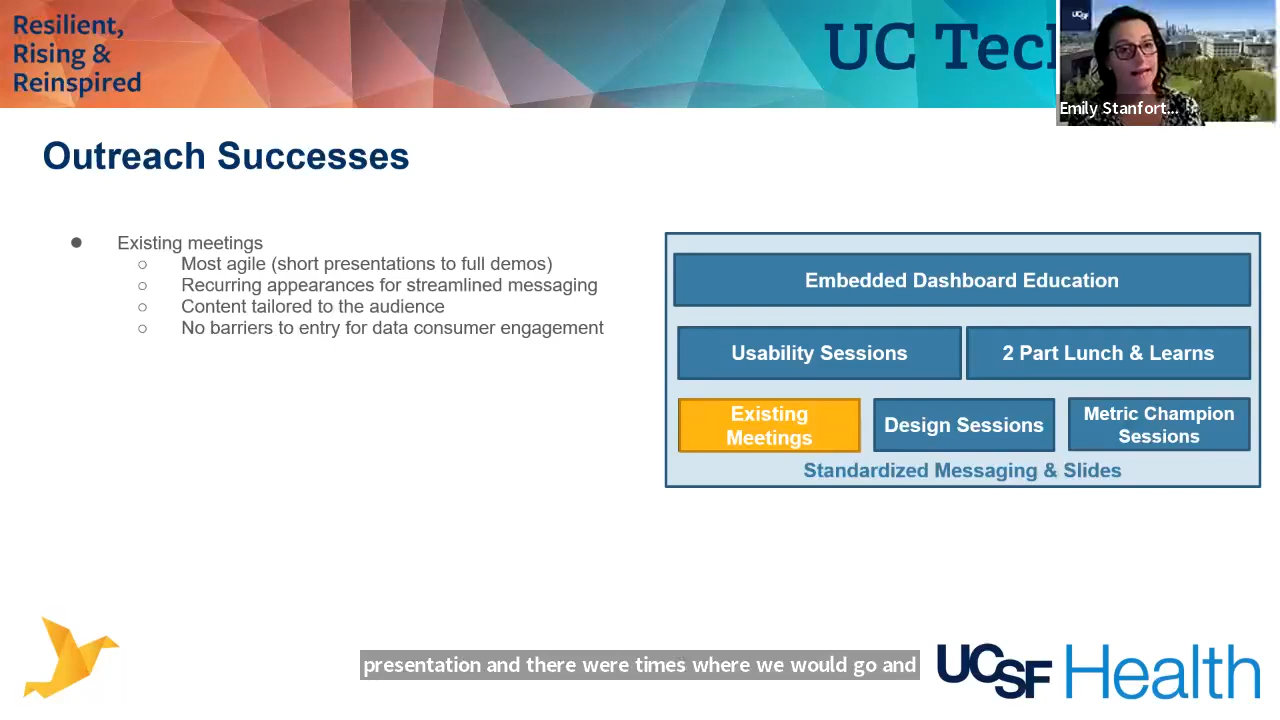 Resilient,
Rising &
Reinspired
UC Tec
UCSF
Emily Stanfort...
Outreach Successes
● Existing meetings
○ Most agile (short presentations to full demos)
○ Recurring appearances for streamlined messaging
○ Content tailored to the audience
○ No barriers to entry for data consumer engagement
Embedded Dashboard Education
Usability Sessions
2 Part Lunch & Learns
Existing
Meetings
Design Sessions
Metric Champion
Sessions
Standardized Messaging & Slides
presentation and there were times where we would go and
UCSF Health